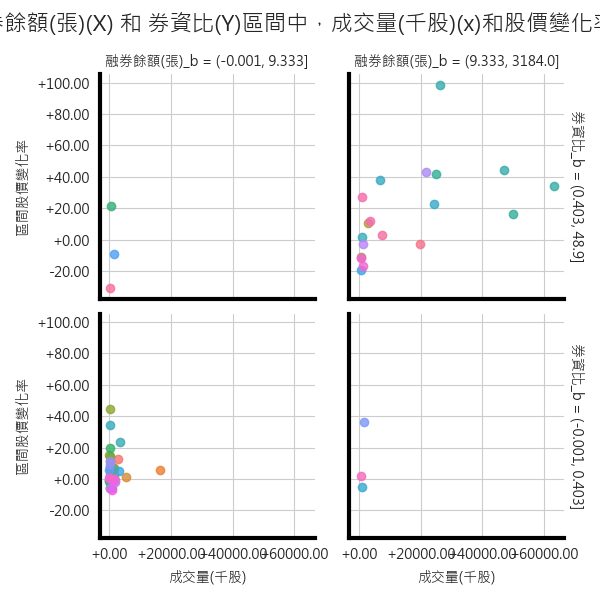 餘額(張)(X) 和 券資比(Y)區間中，成交量(千股)(x)和股價變化
融券餘額(張)_b = (-0.001, 9.333]
融券餘額(張)_b = (9.333, 3184.0]
+100.00
+80.00
+60.00
+40.00
+20.00
+0.00
-20.00
區間股價變化率
券資比_b = (0.403, 48.9]
+100.00
+80.00
+60.00
+40.00
+20.00
+0.00
-20.00
區間股價變化率
券資比_b = (-0.001, 0.403]
+0.00
+20000.00
+40000.00
+60000.00
+0.00
+20000.00
+40000.00
+60000.00
成交量(千股)
成交量(千股)